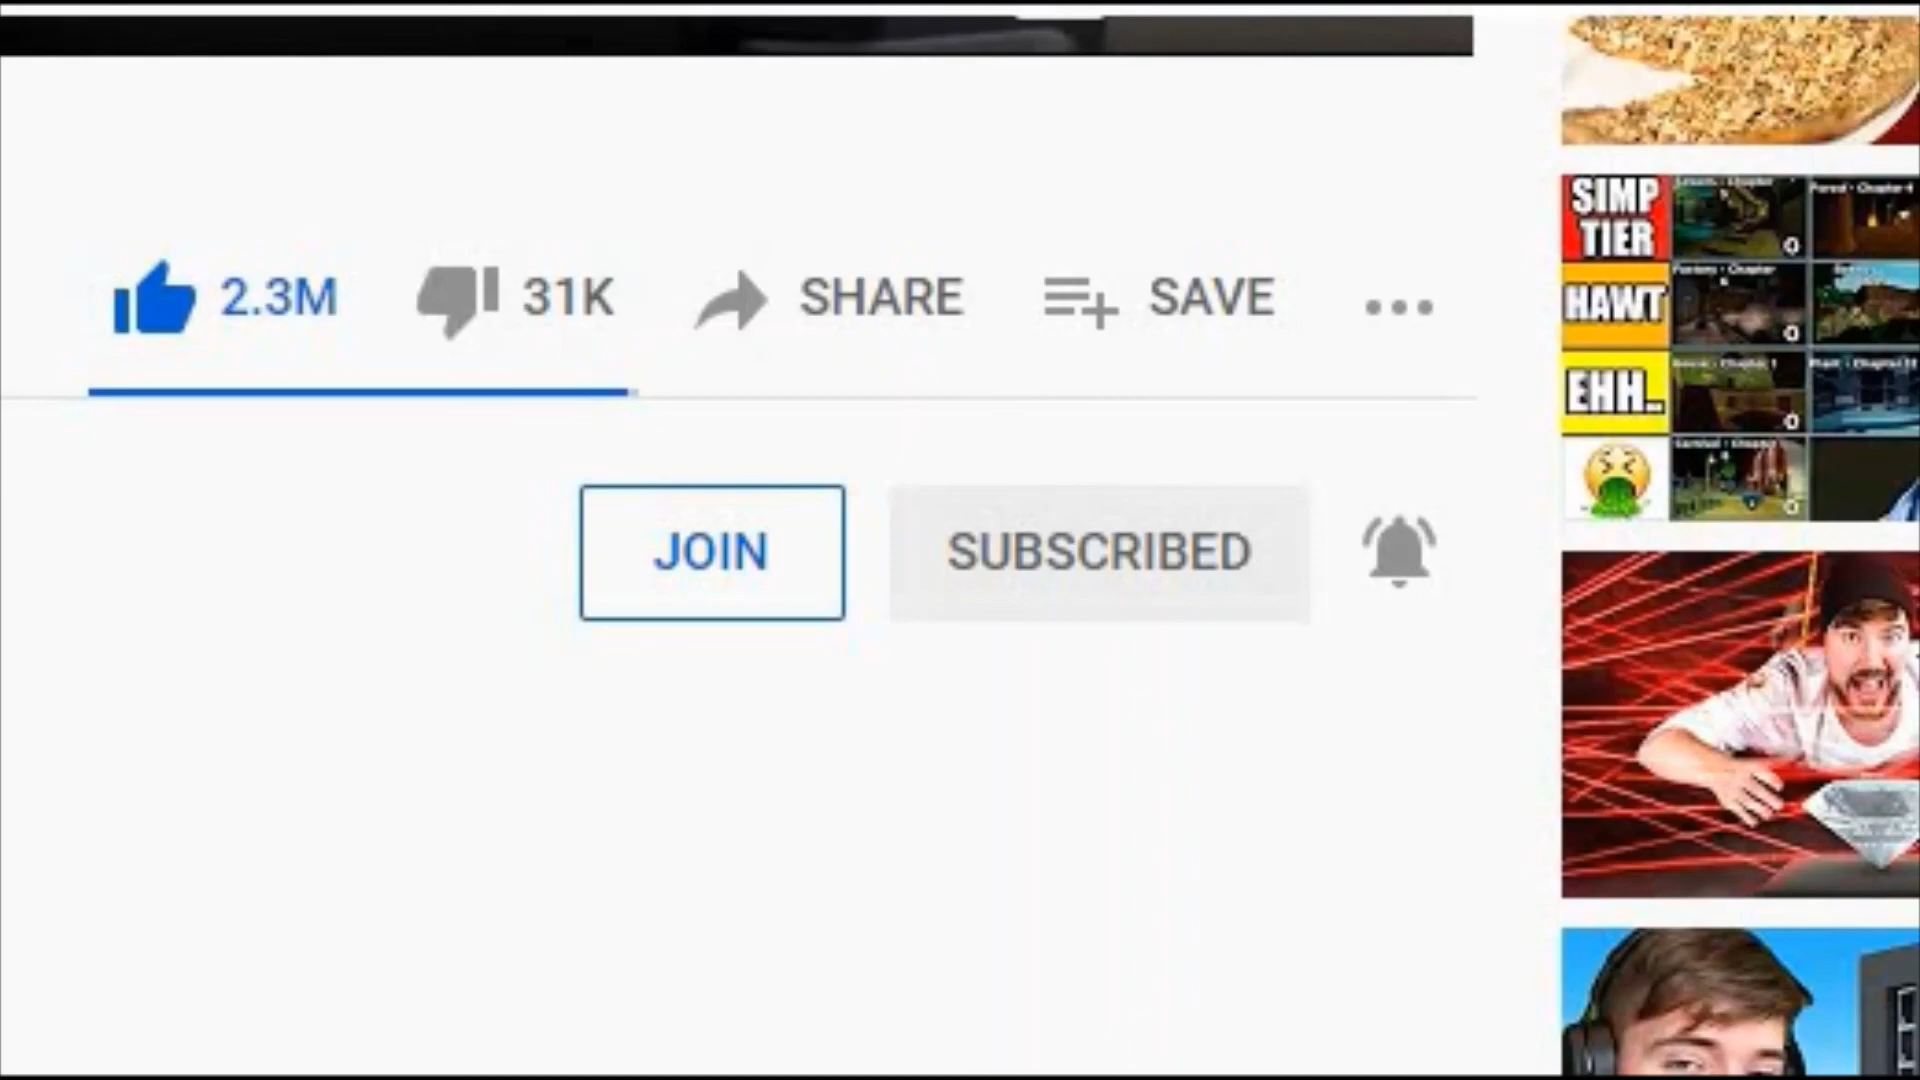 2.3M 31K SHARE SAVE
JOIN SUBSCRIBED
SIMP
TIER
HAWT
EHH..